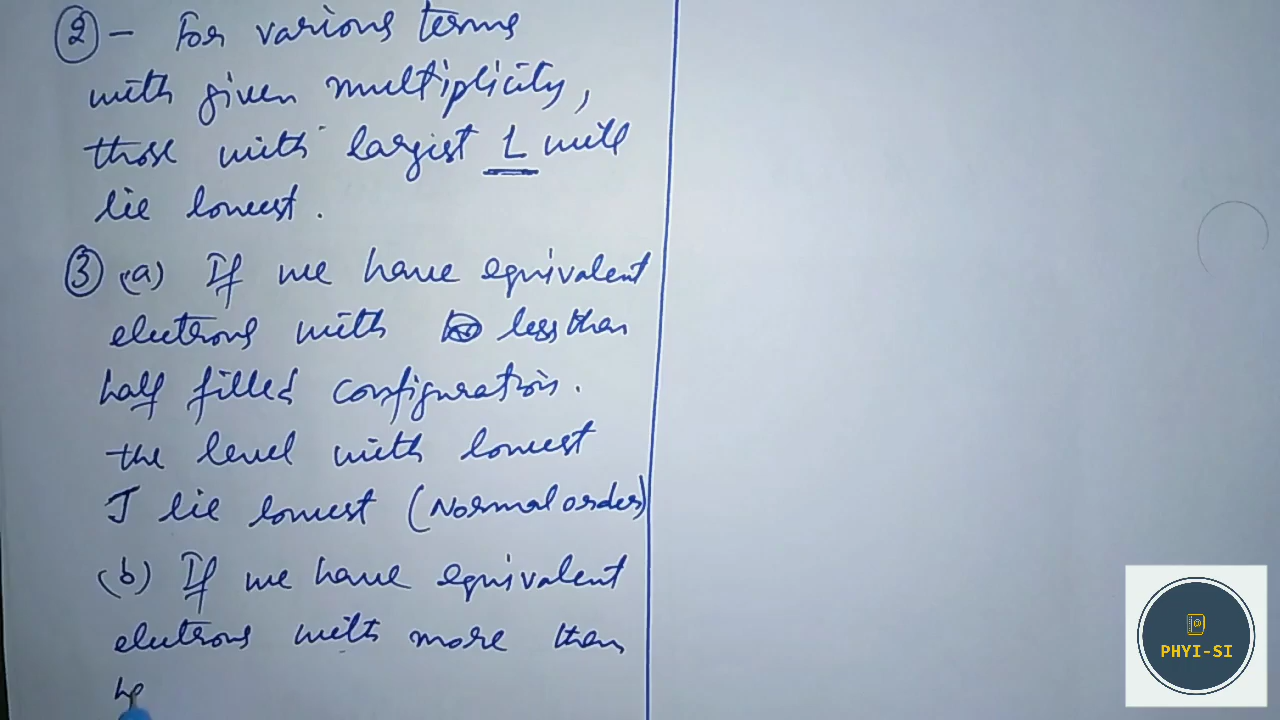 ② - For various terms
with given multiplicity,
those with largest L will
lie lowest.
③ (a) If we have equivalent
electrons with less than
half filled configuration.
the level with lowest
J lie lowest (Normal order)
(b) If we have equivalent
electrons with more than
PHYI-SI